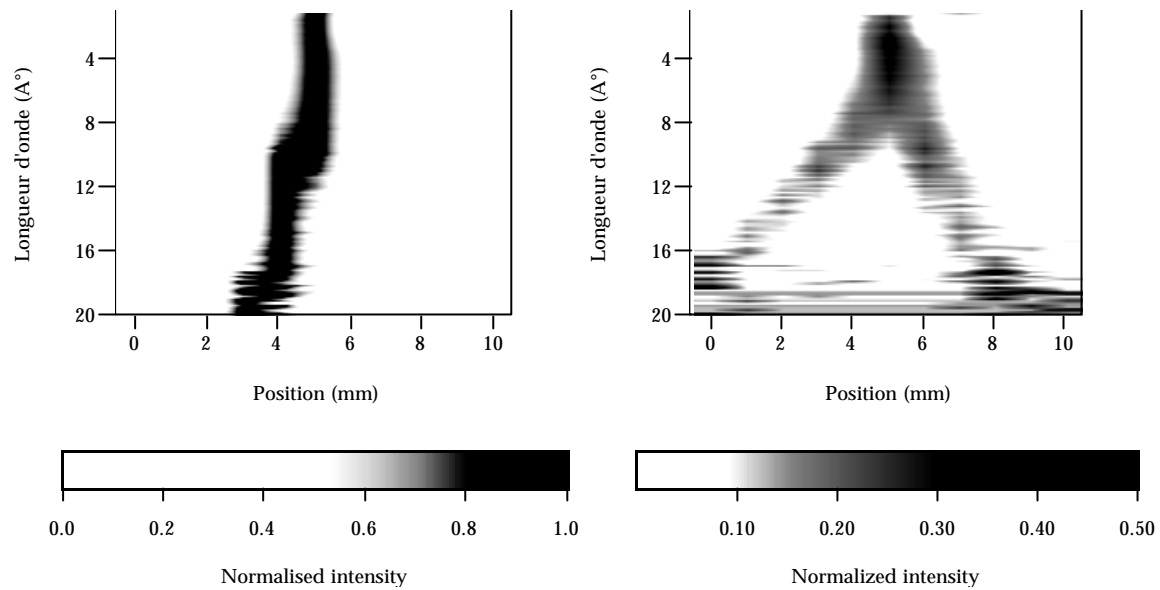 Longueur d'onde (A°)
4
8
12
16
20
0 2 4 6 8 10
Position (mm)
0.0 0.2 0.4 0.6 0.8 1.0
Normalised intensity
Longueur d'onde (A°)
4
8
12
16
20
0 2 4 6 8 10
Position (mm)
0.10 0.20 0.30 0.40 0.50
Normalized intensity